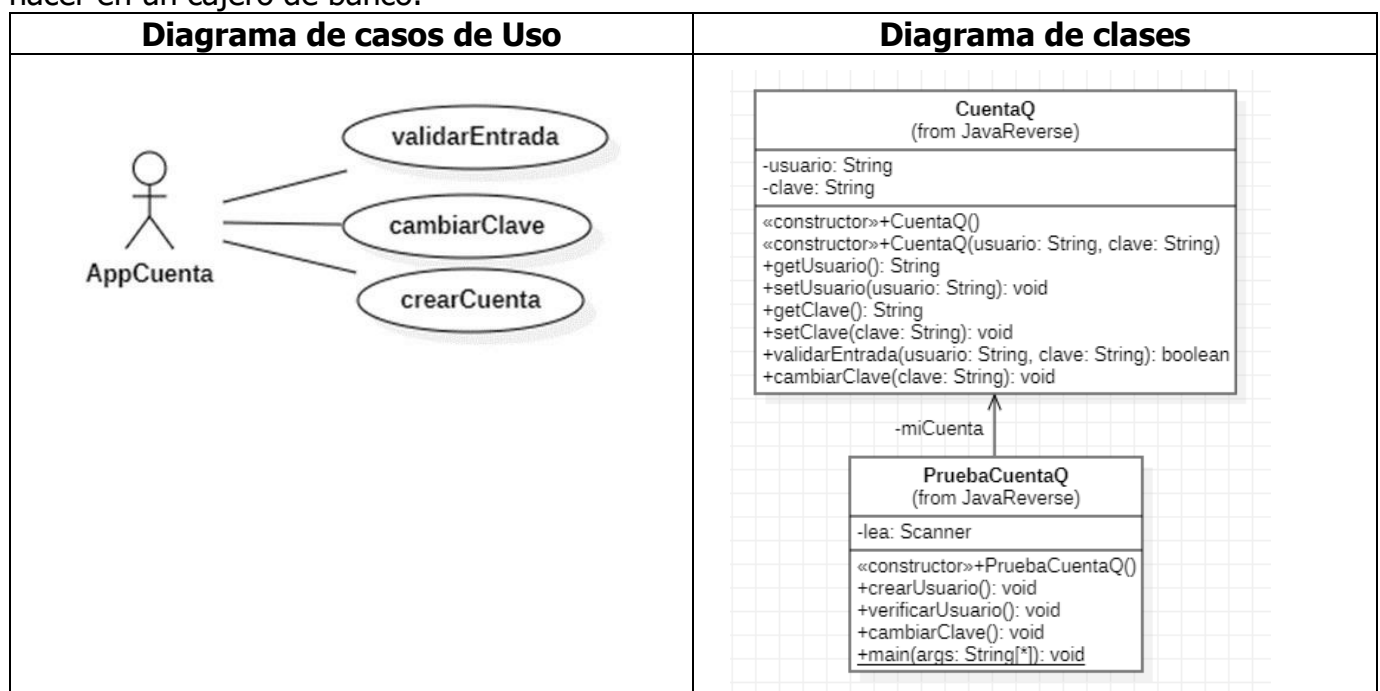 hacer en un cajero de banco.
Diagrama de casos de Uso
Diagrama de clases
validarEntrada
cambiarClave
crearCuenta
AppCuenta
CuentaQ
(from JavaReverse)
-usuario: String
-clave: String
«constructor»+CuentaQ()
«constructor»+CuentaQ(usuario: String, clave: String)
+getUsuario(): String
+setUsuario(usuario: String): void
+getClave(): String
+setClave(clave: String): void
+validarEntrada(usuario: String, clave: String): boolean
+cambiarClave(clave: String): void
-miCuenta
PruebaCuentaQ
(from JavaReverse)
-lea: Scanner
«constructor»+PruebaCuentaQ()
+crearUsuario(): void
+verificarUsuario(): void
+cambiarClave(): void
+main(args: String[*]): void